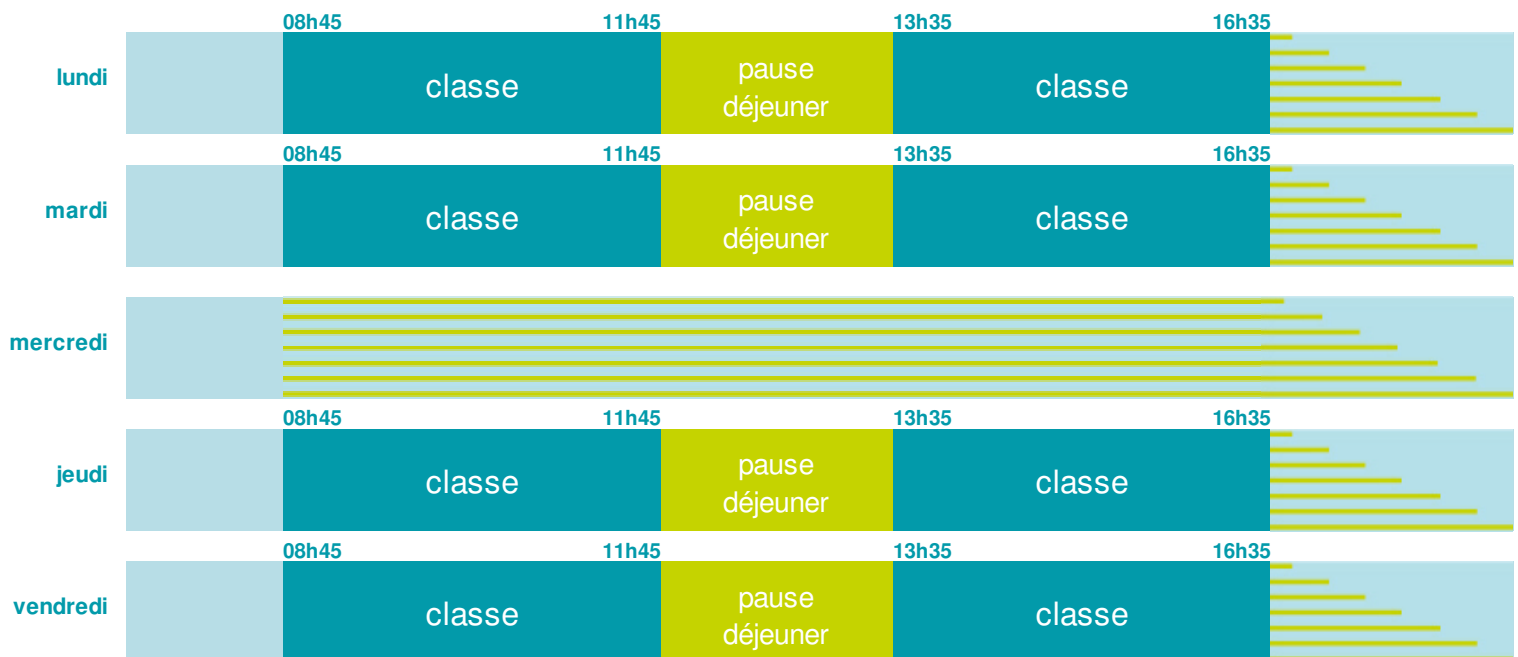 08h45 11h45 13h35 16h35
lundi classe pause déjeuner classe
08h45 11h45 13h35 16h35
mardi classe pause déjeuner classe
mercredi
08h45 11h45 13h35 16h35
jeudi classe pause déjeuner classe
08h45 11h45 13h35 16h35
vendredi classe pause déjeuner classe